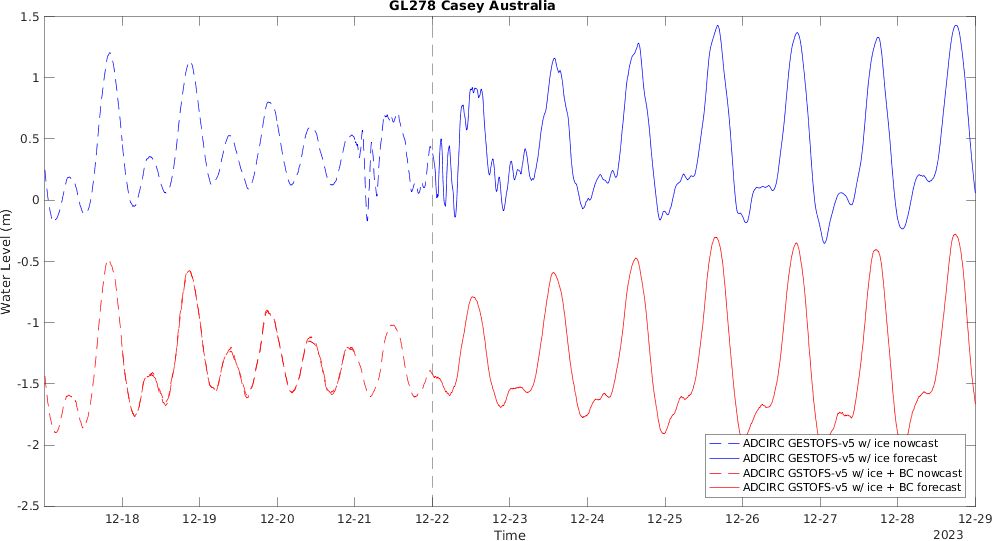 GL278 Casey Australia
1.5
1
0.5
0
-0.5
-1
-1.5
-2
-2.5
Water Level (m)
ADCIRC GESTOFS-v5 w/ ice nowcast
ADCIRC GESTOFS-v5 w/ ice forecast
ADCIRC GSTOFS-v5 w/ ice + BC nowcast
ADCIRC GSTOFS-v5 w/ ice + BC forecast
12-18 12-19 12-20 12-21 12-22 12-23 12-24 12-25 12-26 12-27 12-28 12-29
Time
2023